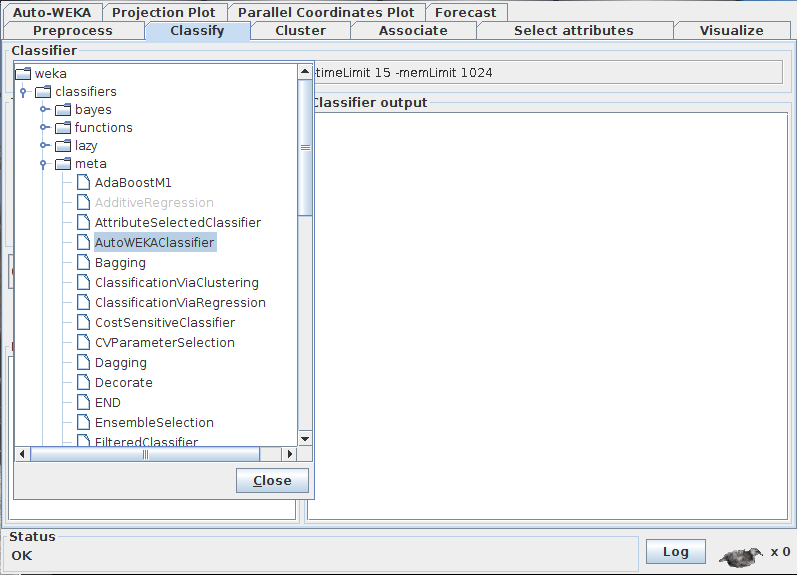 Auto-WEKA Projection Plot Parallel Coordinates Plot Forecast
Preprocess Classify Cluster Associate Select attributes Visualize
Classifier
weka
-timeLimit 15 -memLimit 1024
classifiers
bayes
Classifier output
functions
lazy
meta
AdaBoostM1
AdditiveRegression
AttributeSelectedClassifier
AutoWEKAClassifier
Bagging
ClassificationViaClustering
ClassificationViaRegression
CostSensitiveClassifier
CVParameterSelection
Dagging
Decorate
END
EnsembleSelection
FilteredClassifier
Close
Status
OK
Log
x 0